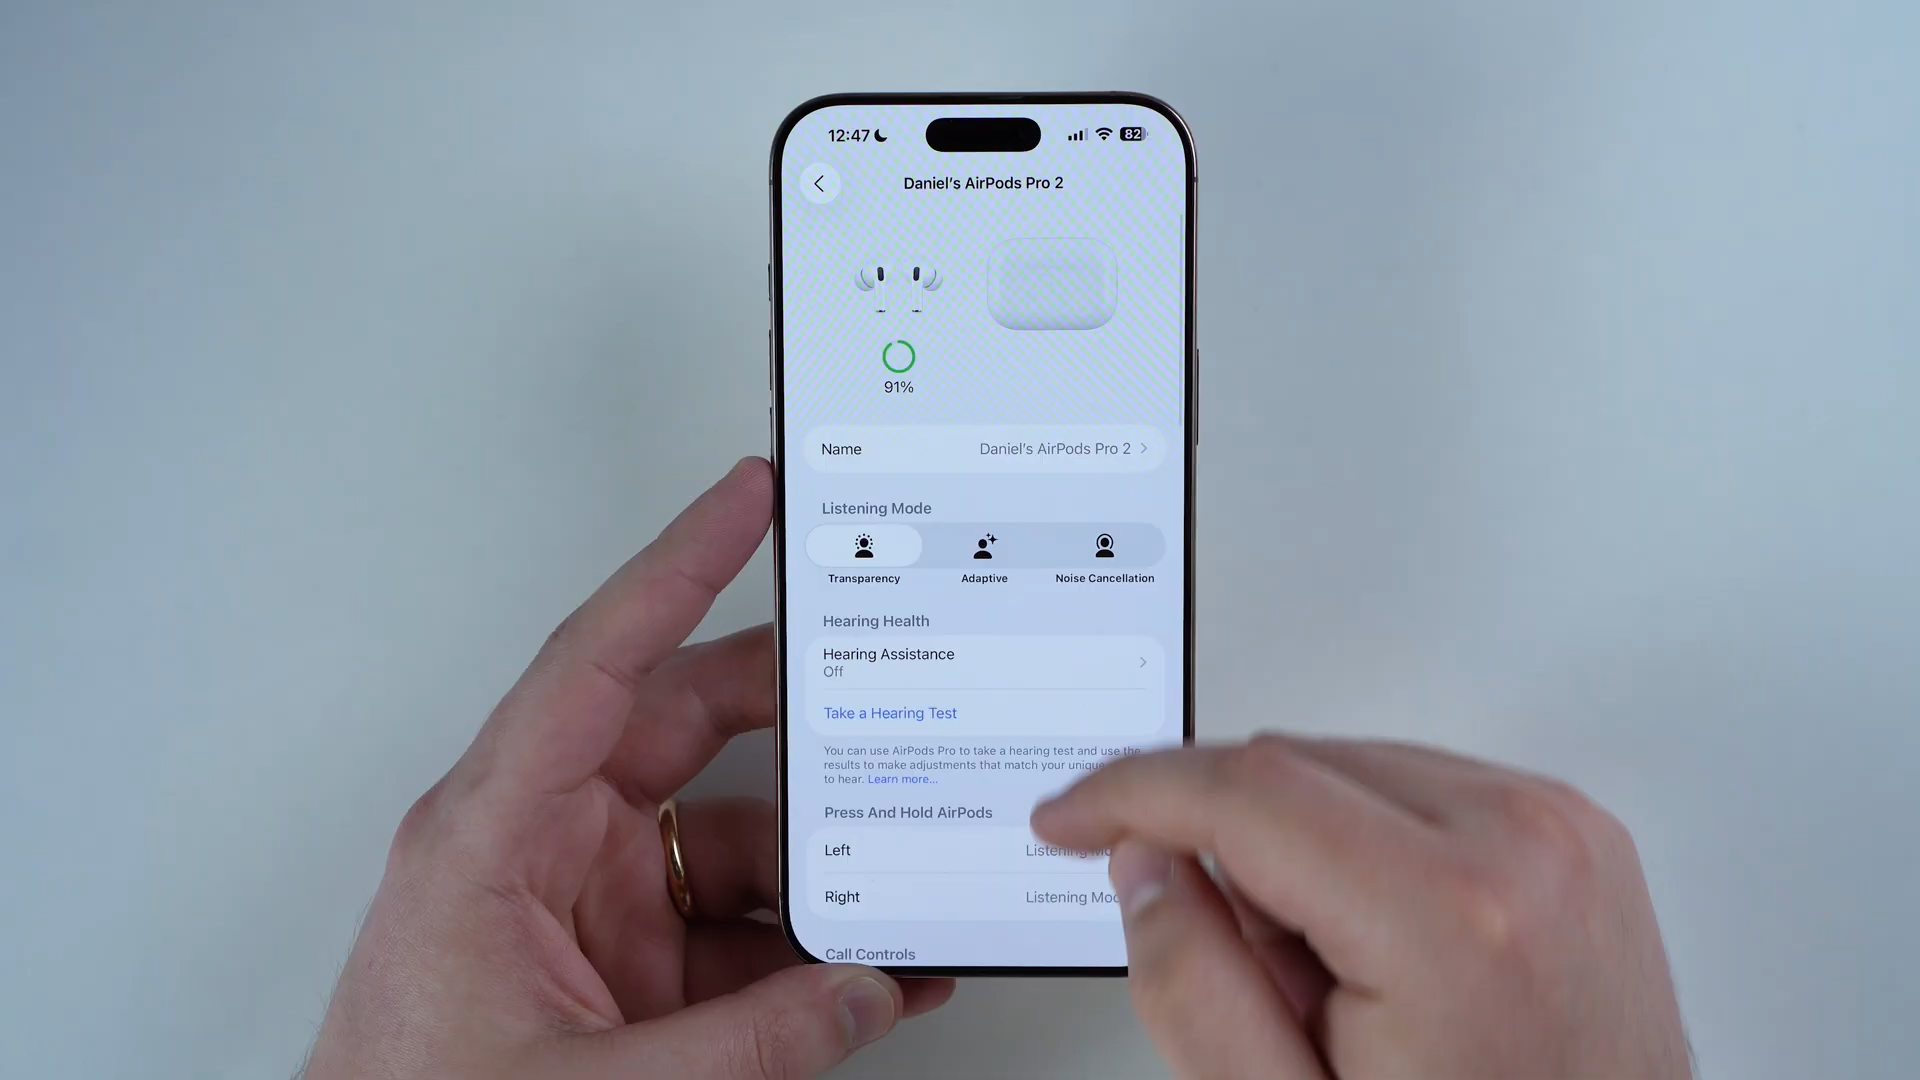 12:47
82
Daniel's AirPods Pro 2
91%
Name Daniel's AirPods Pro 2
Listening Mode
Transparency Adaptive Noise Cancellation
Hearing Health
Hearing Assistance
Off
Take a Hearing Test
You can use AirPods Pro to take a hearing test and use the
results to make adjustments that match your unique
to hear. Learn more...
Press And Hold AirPods
Left Listening
Right Listening
Call Controls